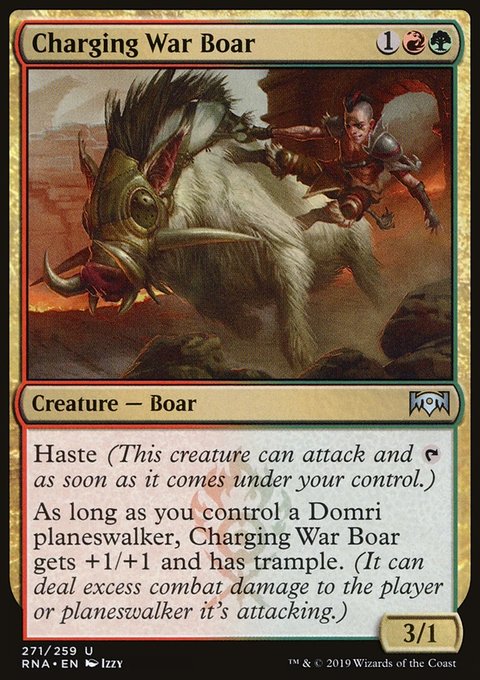 Charging War Boar 1
Creature — Boar
Haste (This creature can attack and
as soon as it comes under your control.)
As long as you control a Domri
planeswalker, Charging War Boar
gets +1/+1 and has trample. (It can
deal excess combat damage to the player
or planeswalker it's attacking.)
3/1
271/259 U
RNA • EN Izzy
™ & © 2019 Wizards of the Coast